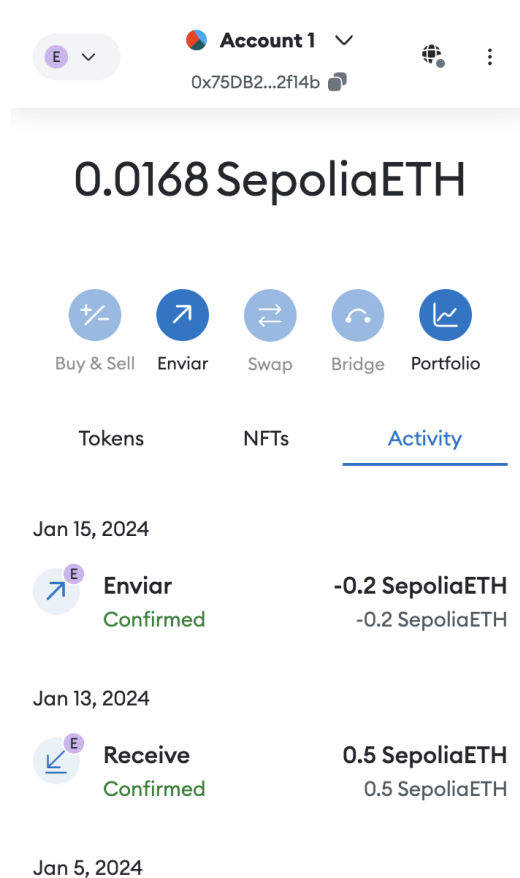 E
Account 1
0x75DB2...2f14b
0.0168 SepoliaETH
Buy & Sell Enviar Swap Bridge Portfolio
Tokens NFTs Activity
Jan 15, 2024
E
Enviar -0.2 SepoliaETH
Confirmed -0.2 SepoliaETH
Jan 13, 2024
E
Receive 0.5 SepoliaETH
Confirmed 0.5 SepoliaETH
Jan 5, 2024